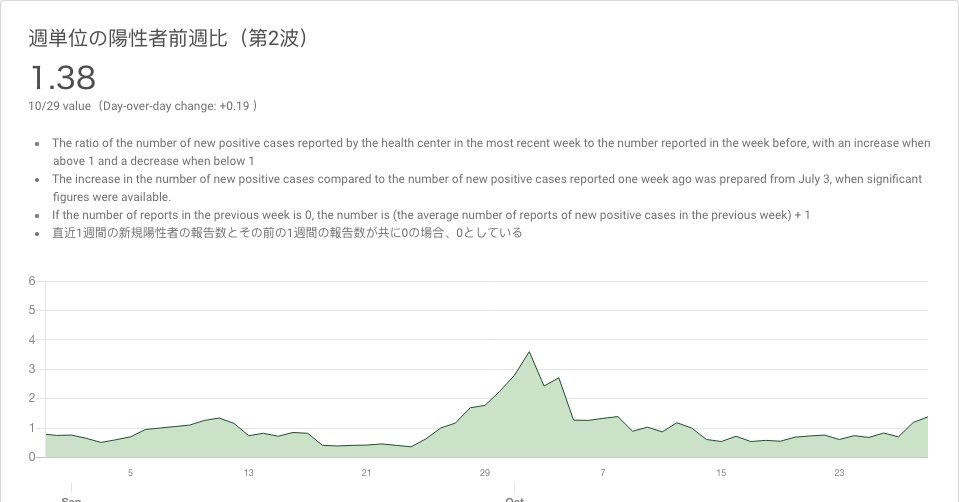 週単位の陽性者前週比（第2波）
1.38
10/29 value（Day-over-day change: +0.19 ）
• The ratio of the number of new positive cases reported by the health center in the most recent week to the number reported in the week before, with an increase when
above 1 and a decrease when below 1
• The increase in the number of new positive cases compared to the number of new positive cases reported one week ago was prepared from July 3, when significant
figures were available.
• If the number of reports in the previous week is 0, the number is (the average number of reports of new positive cases in the previous week) + 1
• 直近1週間の新規陽性者の報告数とその前の1週間の報告数が共に0の場合、0としている
6
5
4
3
2
1
0
5 13 21 29 7 15 23
Sep Oct